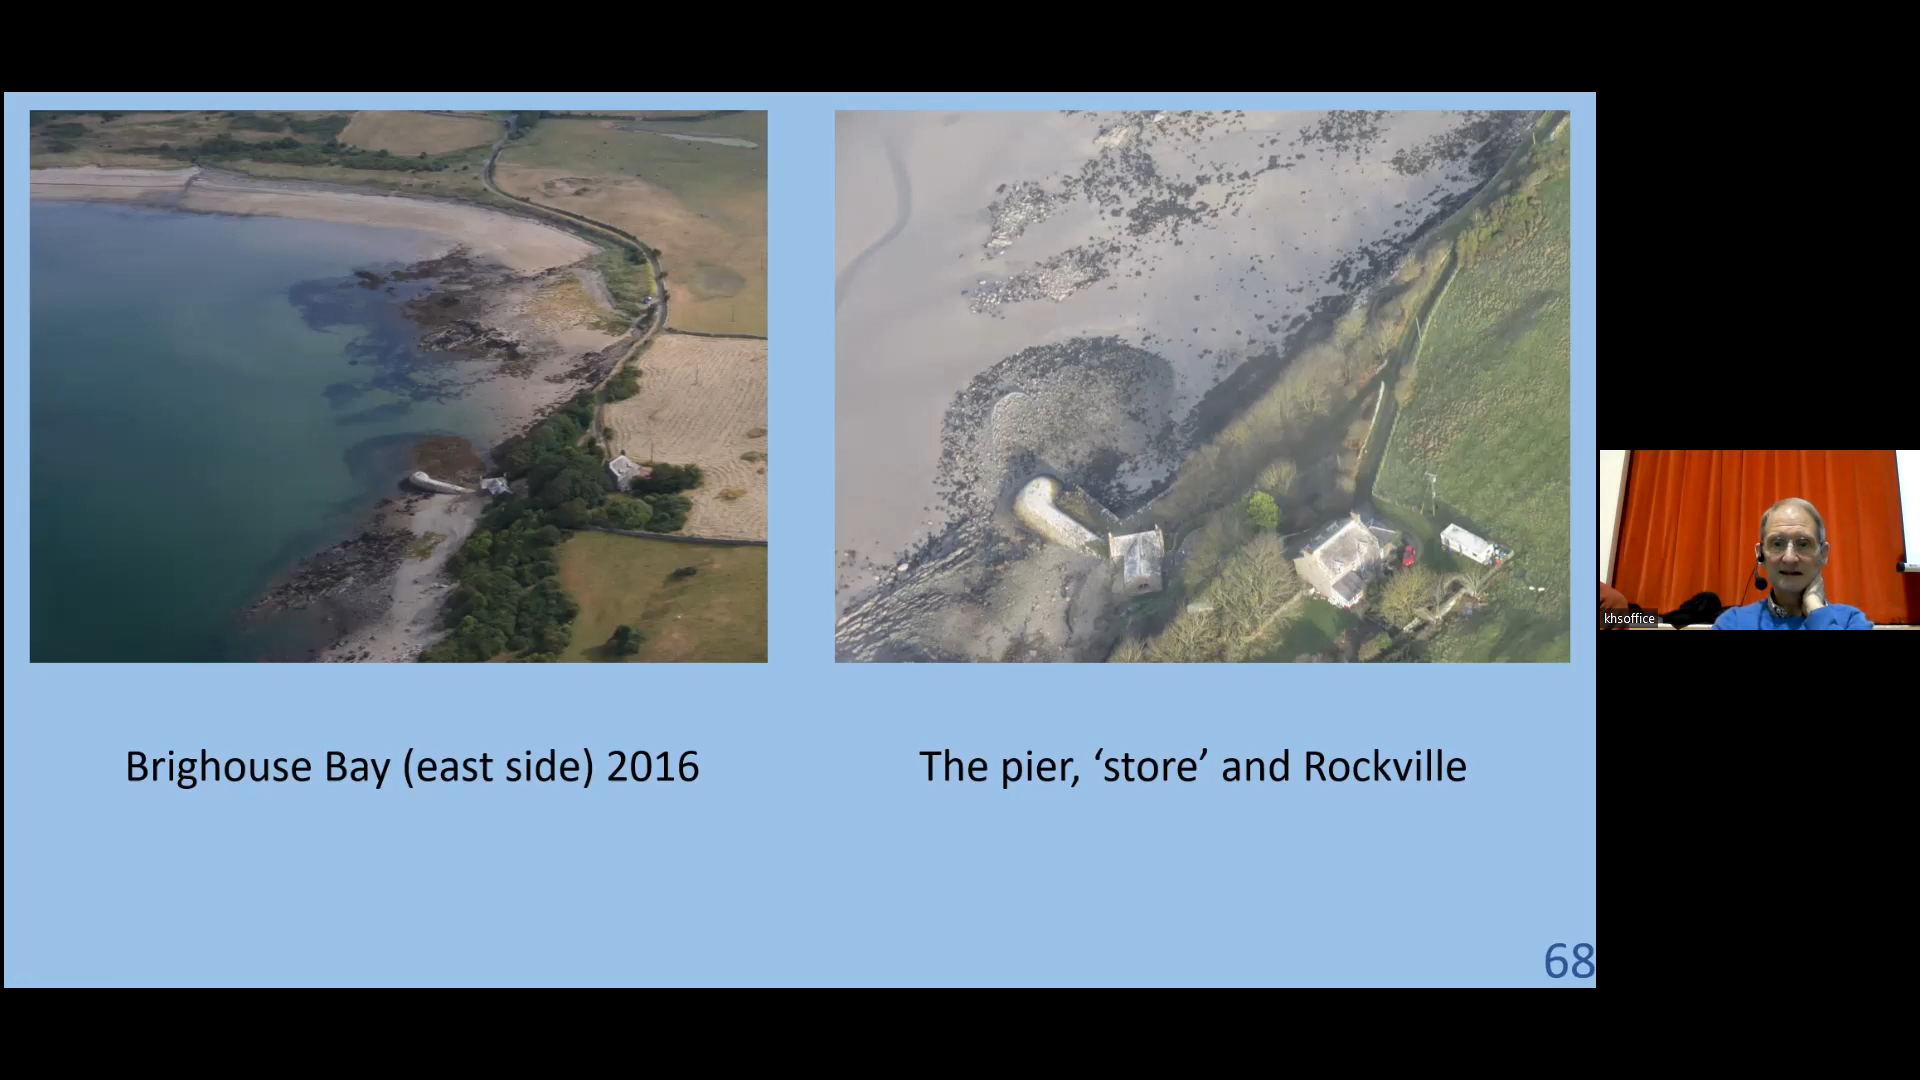 Brighouse Bay (east side) 2016
The pier, ‘store’ and Rockville
68
khsoffice